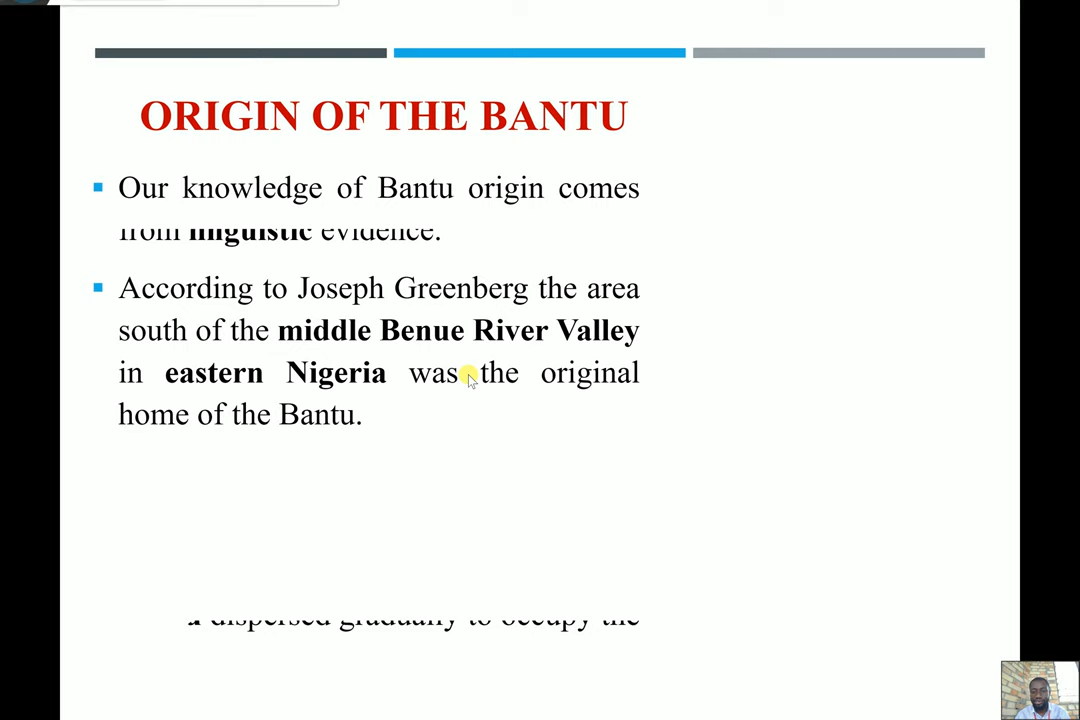 ORIGIN OF THE BANTU
Our knowledge of Bantu origin comes
from linguistic evidence.
According to Joseph Greenberg the area
south of the middle Benue River Valley
in eastern Nigeria was the original
home of the Bantu.
dispersed gradually to occupy the